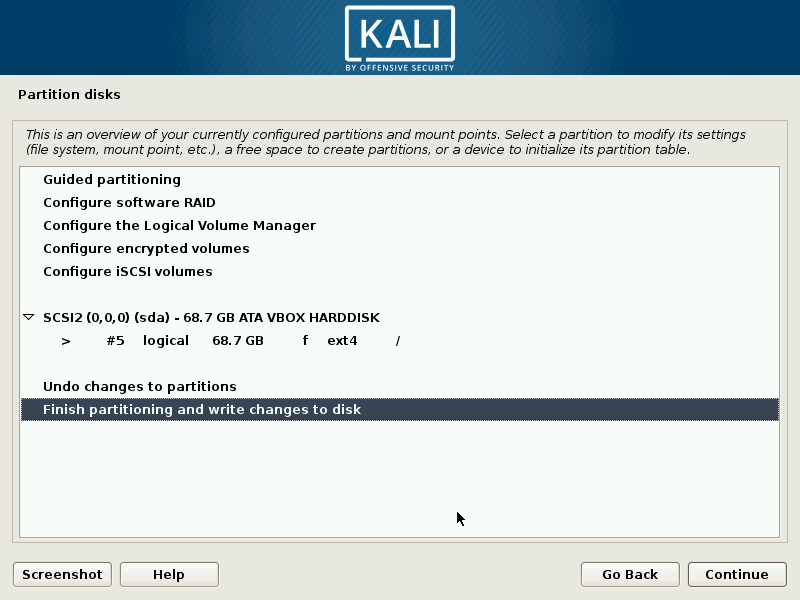 KALI
BY OFFENSIVE SECURITY
Partition disks
This is an overview of your currently configured partitions and mount points. Select a partition to modify its settings
(file system, mount point, etc.), a free space to create partitions, or a device to initialize its partition table.
Guided partitioning
Configure software RAID
Configure the Logical Volume Manager
Configure encrypted volumes
Configure iSCSI volumes
SCSI2 (0,0,0) (sda) - 68.7 GB ATA VBOX HARDDISK
> #5 logical 68.7 GB f ext4 /
Undo changes to partitions
Finish partitioning and write changes to disk
Screenshot Help Go Back Continue